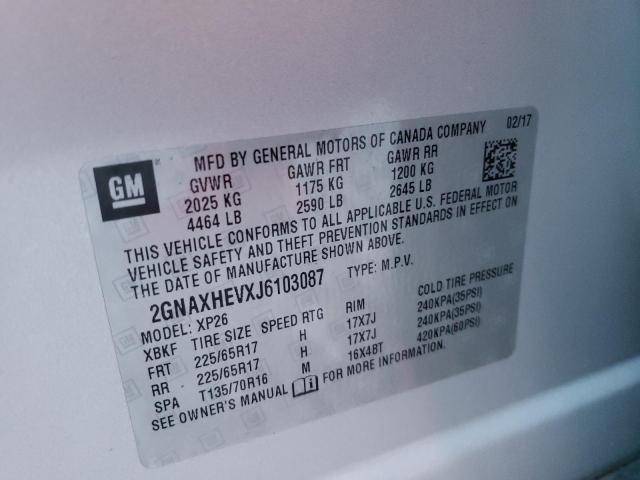 GM
MFD BY GENERAL MOTORS OF CANADA COMPANY 02/17
GVWR GAWR FRT GAWR RR
2025 KG 1175 KG 1200 KG
4464 LB 2590 LB 2645 LB
THIS VEHICLE CONFORMS TO ALL APPLICABLE U.S. FEDERAL MOTOR
VEHICLE SAFETY AND THEFT PREVENTION STANDARDS IN EFFECT ON
THE DATE OF MANUFACTURE SHOWN ABOVE.
2GNAXHEVXJ6103087 TYPE: M.P.V.
MODEL: XP26
XBKF TIRE SIZE SPEED RTG RIM COLD TIRE PRESSURE
FRT 225/65R17 H 17X7J 240KPA(35PSI)
RR 225/65R17 H 17X7J 240KPA(35PSI)
SPA T135/70R16 M 16X4BT 420KPA(60PSI)
SEE OWNER'S MANUAL FOR MORE INFORMATION.